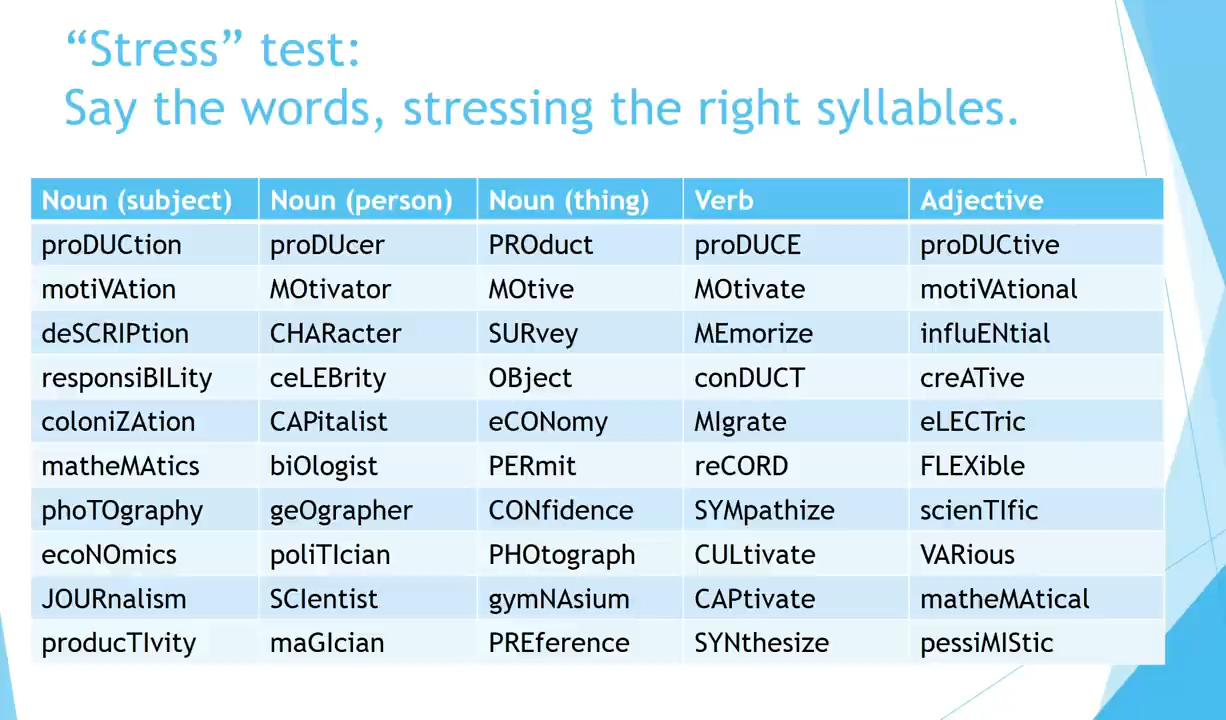 “Stress” test:
Say the words, stressing the right syllables.
Noun (subject) Noun (person) Noun (thing) Verb Adjective
proDUCtion proDUcer PROduct proDUCE proDUCtive
motiVAtion MOtivator MOtive MOtivate motiVAtional
deSCRIPtion CHARacter SURvey MEmorize influENtial
responsiBILity ceLEBrity OBject conDUCT creATive
coloniZAtion CAPitalist eCONomy MIgrate eLECTric
matheMAtics biOlogist PERmit reCORD FLEXible
phoTOgraphy geOgrapher CONfidence SYMpathize scienTIfic
ecoNOmics poliTIcian PHOtograph CULtivate VARious
JOURnalism SCIentist gymNAsium CAPtivate matheMAtical
producTIvity maGIcian PREference SYNthesize pessiMIStic